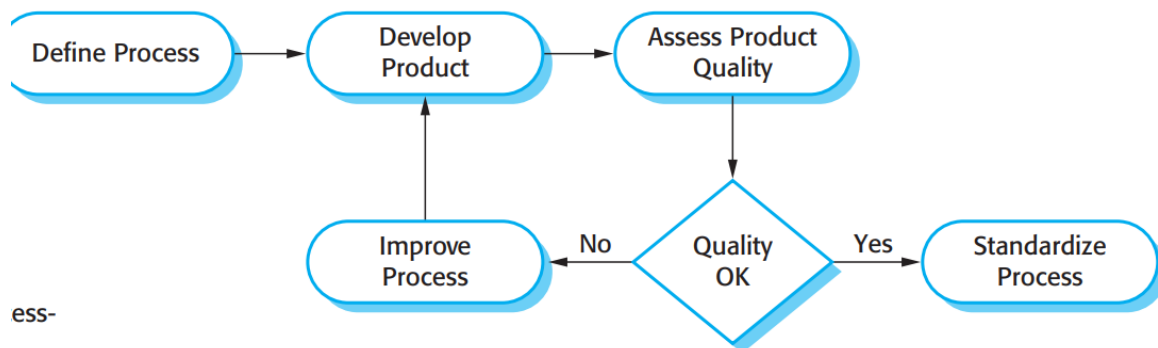 Define Process
Develop
Product
Assess Product
Quality
Improve
Process
No
Quality
OK
Yes
Standardize
Process
ess-